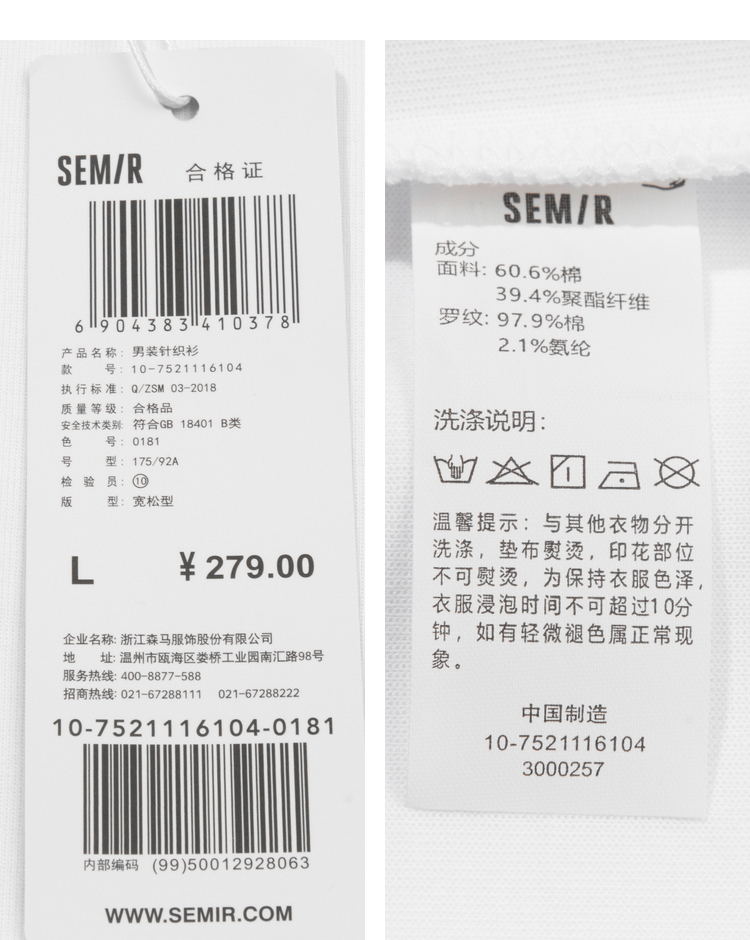 SEM/R 合格证
6 904383 410378
产品名称: 男装针织衫
款 号: 10-7521116104
执行标准: Q/ZSM 03-2018
质量等级: 合格品
安全技术类别: 符合GB 18401 B类
色 号: 0181
号 型: 175/92A
检 验 员: ⑩
版 型: 宽松型
L ¥279.00
企业名称: 浙江森马服饰股份有限公司
地 址: 温州市瓯海区娄桥工业园南汇路98号
服务热线: 400-8877-588
招商热线: 021-67288111 021-67288222
10-7521116104-0181
内部编码 (99)50012928063
WWW.SEMIR.COM
SEM/R
成分
面料: 60.6%棉
39.4%聚酯纤维
罗纹: 97.9%棉
2.1%氨纶
洗涤说明:
温馨提示: 与其他衣物分开
洗涤，垫布熨烫，印花部位
不可熨烫，为保持衣服色泽，
衣服浸泡时间不可超过10分
钟，如有轻微褪色属正常现
象。
中国制造
10-7521116104
3000257